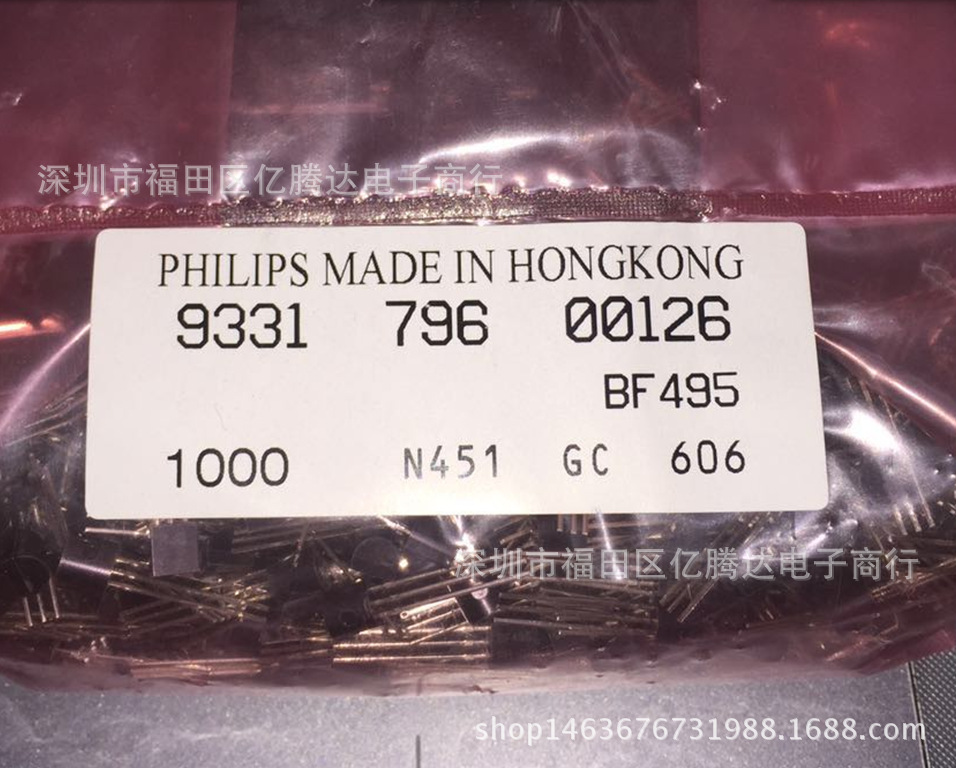 深圳市福田区亿腾达电子商行
PHILIPS MADE IN HONGKONG
9331 796 00126
BF495
1000 N451 GC 606
深圳市福田区亿腾达电子商行
shop1463676731988.1688.com